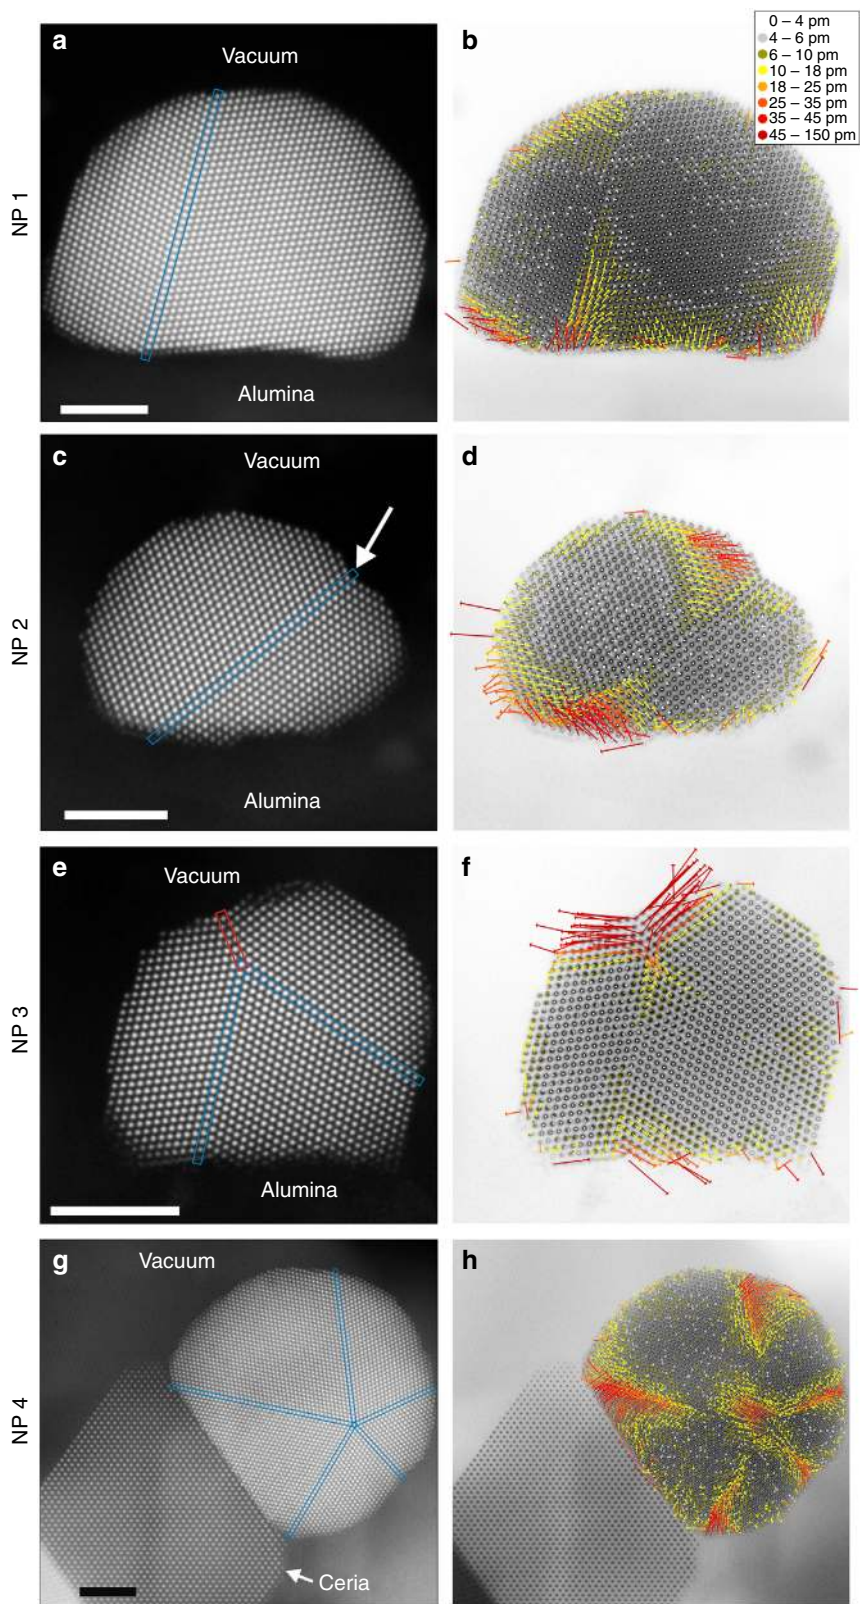 a
Vacuum
Alumina
NP 1
b
0 – 4 pm
4 – 6 pm
6 – 10 pm
10 – 18 pm
18 – 25 pm
25 – 35 pm
35 – 45 pm
45 – 150 pm
c
Vacuum
Alumina
NP 2
d
e
Vacuum
Alumina
NP 3
f
g
Vacuum
Ceria
NP 4
h